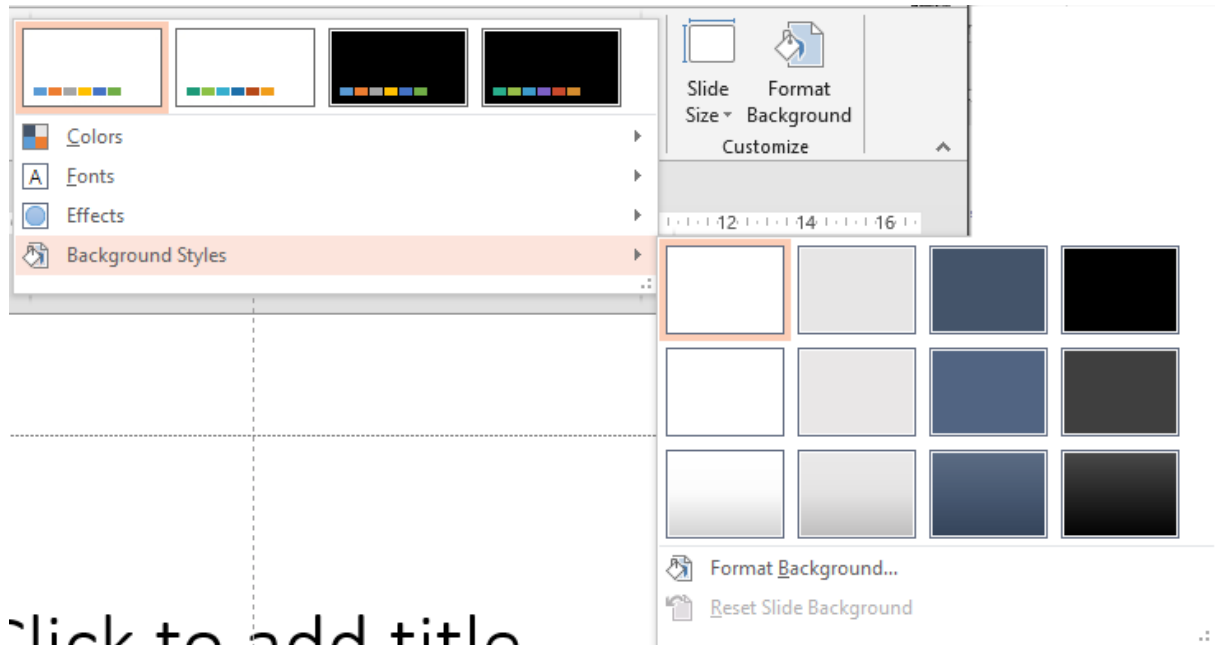 Colors
Fonts
Effects
Background Styles
Slide Size
Format Background
Customize
12 14 16
Format Background...
Reset Slide Background
Click to add title